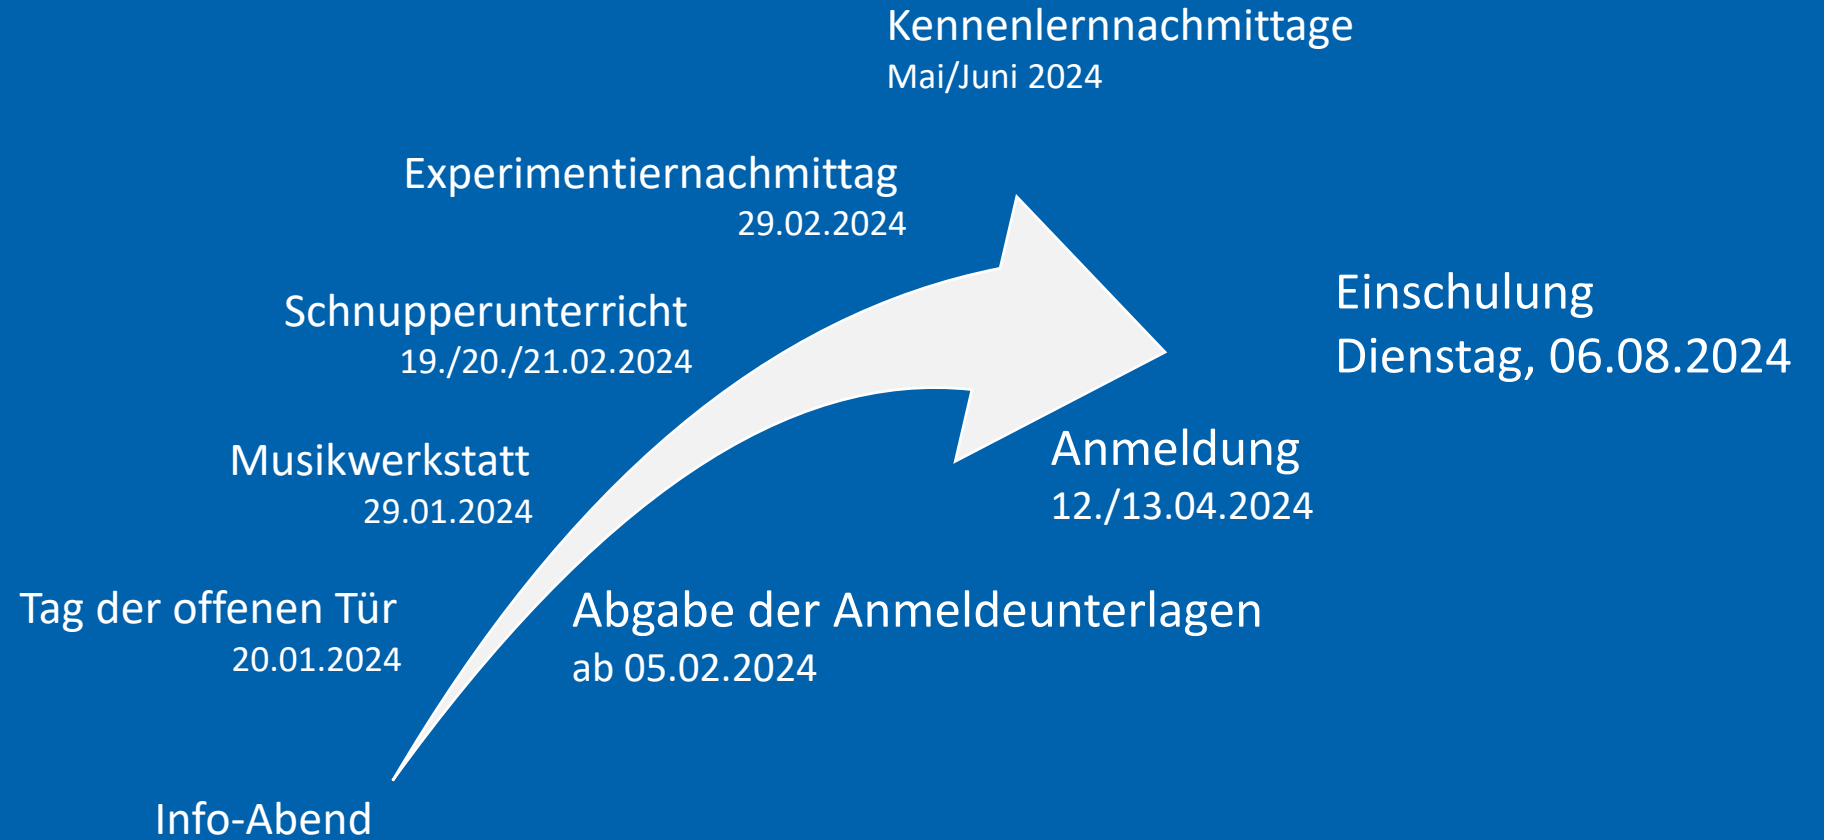 Kennenlernnachmittage
Mai/Juni 2024
Experimentiernachmittag
29.02.2024
Einschulung
Dienstag, 06.08.2024
Schnupperunterricht
19./20./21.02.2024
Anmeldung
12./13.04.2024
Musikwerkstatt
29.01.2024
Tag der offenen Tür
20.01.2024
Abgabe der Anmeldeunterlagen
ab 05.02.2024
Info-Abend